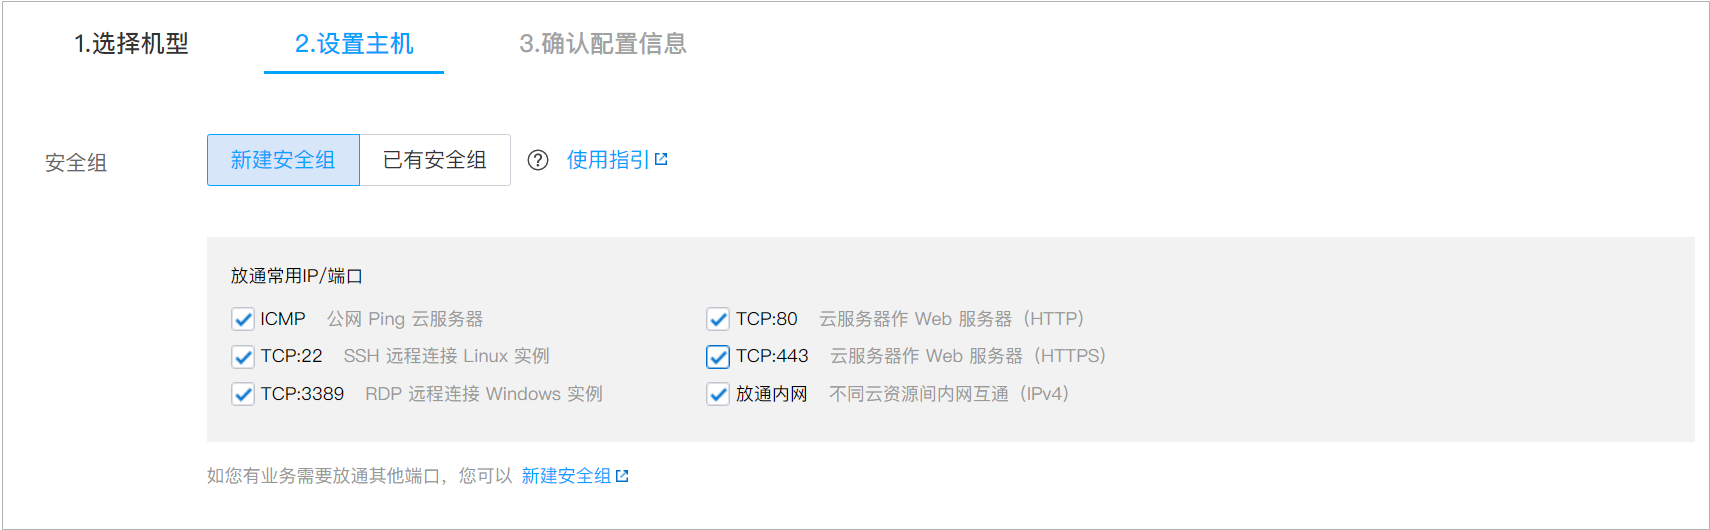 1.选择机型 2.设置主机 3.确认配置信息
安全组 新建安全组 已有安全组 ? 使用指引
放通常用IP/端口
ICMP 公网 Ping 云服务器 TCP:80 云服务器作 Web 服务器（HTTP）
TCP:22 SSH 远程连接 Linux 实例 TCP:443 云服务器作 Web 服务器（HTTPS）
TCP:3389 RDP 远程连接 Windows 实例 放通内网 不同云资源间内网互通（IPv4）
如您有业务需要放通其他端口，您可以 新建安全组